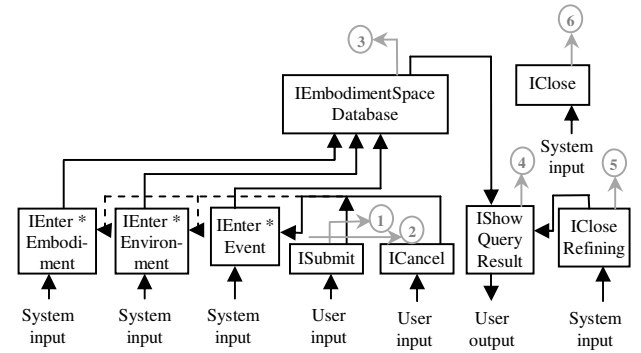 6
3
IEmbodimentSpace
Database
IClose
System
input
4
5
IEnter *
Embodi-
ment
IEnter *
Environ-
ment
IEnter *
Event
1
2
ISubmit
ICancel
IShow
Query
Result
IClose
Refining
System
input
System
input
System
input
User
input
User
input
User
output
System
input